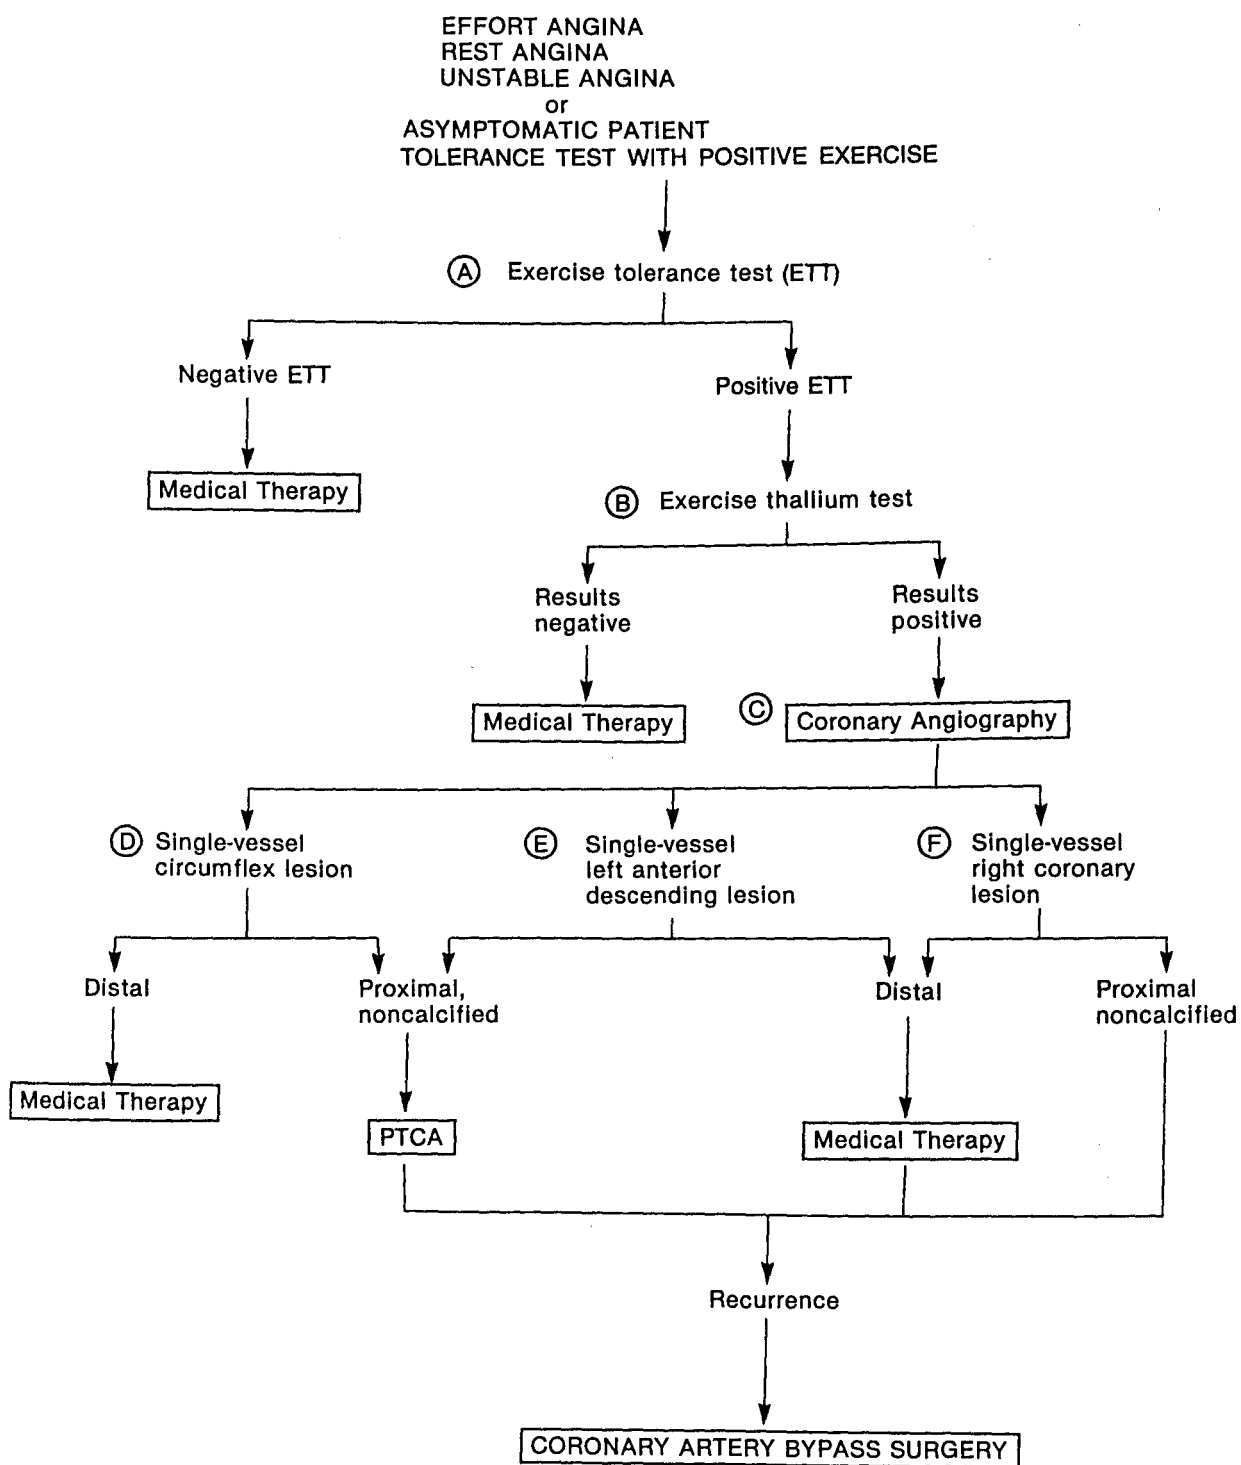 EFFORT ANGINA
REST ANGINA
UNSTABLE ANGINA
or
ASYMPTOMATIC PATIENT
TOLERANCE TEST WITH POSITIVE EXERCISE
A Exercise tolerance test (ETT)
Negative ETT
Positive ETT
Medical Therapy
B Exercise thallium test
Results
negative
Results
positive
Medical Therapy
C Coronary Angiography
D Single-vessel
circumflex lesion
E Single-vessel
left anterior
descending lesion
F Single-vessel
right coronary
lesion
Distal
Proximal,
noncalcified
Distal
Proximal
noncalcified
Medical Therapy
PTCA
Medical Therapy
Recurrence
CORONARY ARTERY BYPASS SURGERY